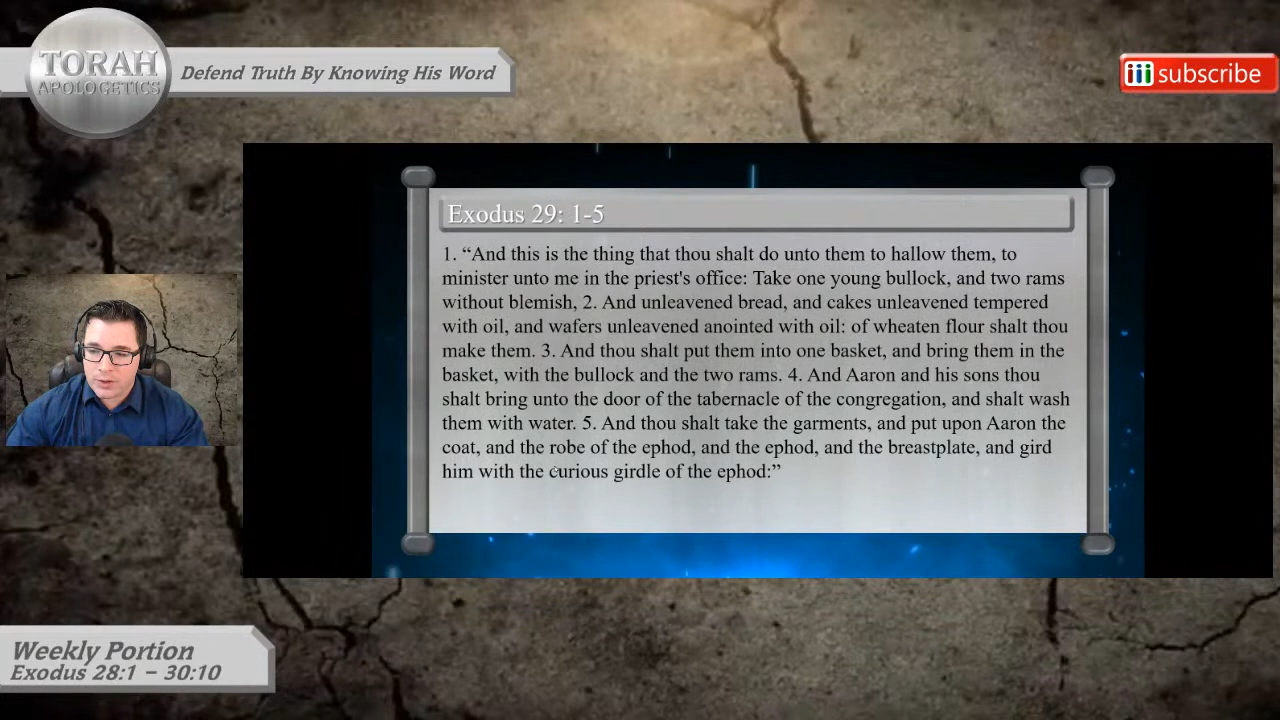 TORAH
APOLOGETICS
Defend Truth By Knowing His Word
subscribe
Exodus 29: 1-5
1. “And this is the thing that thou shalt do unto them to hallow them, to
minister unto me in the priest's office: Take one young bullock, and two rams
without blemish, 2. And unleavened bread, and cakes unleavened tempered
with oil, and wafers unleavened anointed with oil: of wheaten flour shalt thou
make them. 3. And thou shalt put them into one basket, and bring them in the
basket, with the bullock and the two rams. 4. And Aaron and his sons thou
shalt bring unto the door of the tabernacle of the congregation, and shalt wash
them with water. 5. And thou shalt take the garments, and put upon Aaron the
coat, and the robe of the ephod, and the ephod, and the breastplate, and gird
him with the curious girdle of the ephod:”
Weekly Portion
Exodus 28:1 - 30:10